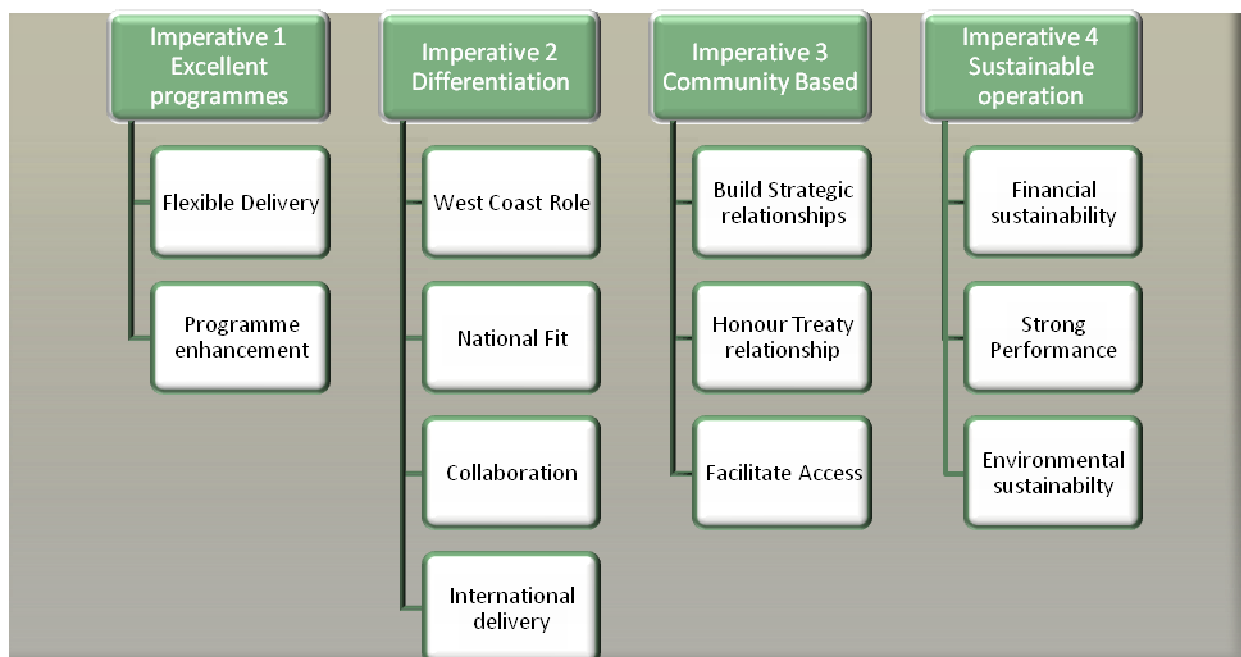 Imperative 1
Excellent
programmes
Flexible Delivery
Programme
enhancement
Imperative 2
Differentiation
West Coast Role
National Fit
Collaboration
International
delivery
Imperative 3
Community Based
Build Strategic
relationships
Honour Treaty
relationship
Facilitate Access
Imperative 4
Sustainable
operation
Financial
sustainability
Strong
Performance
Environmental
sustainabilty